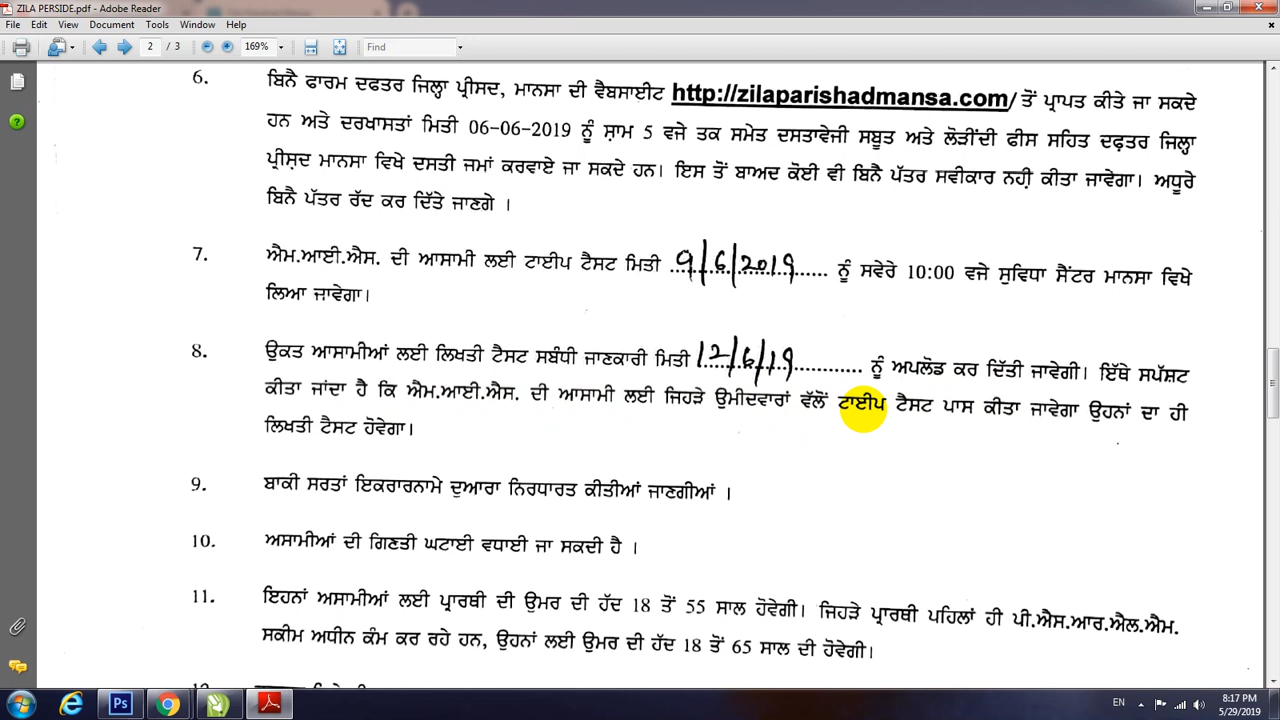 ZILA PERSIDE.pdf - Adobe Reader
File Edit View Document Tools Window Help
2 / 3 169% Find
6. ਬਿਨੈ ਫਾਰਮ ਦਫਤਰ ਜਿਲ੍ਹਾ ਪ੍ਰੀਸਦ, ਮਾਨਸਾ ਦੀ ਵੈਬਸਾਈਟ http://zilaparishadmansa.com/ ਤੋਂ ਪ੍ਰਾਪਤ ਕੀਤੇ ਜਾ ਸਕਦੇ
ਹਨ ਅਤੇ ਦਰਖਾਸਤਾਂ ਮਿਤੀ 06-06-2019 ਨੂੰ ਸ਼ਾਮ 5 ਵਜੇ ਤਕ ਸਮੇਤ ਦਸਤਾਵੇਜੀ ਸਬੂਤ ਅਤੇ ਲੋੜੀਂਦੀ ਫੀਸ ਸਹਿਤ ਦਫ਼ਤਰ ਜਿਲ੍ਹਾ
ਪ੍ਰੀਸ਼ਦ ਮਾਨਸਾ ਵਿਖੇ ਦਸਤੀ ਜਮਾਂ ਕਰਵਾਏ ਜਾ ਸਕਦੇ ਹਨ। ਇਸ ਤੋਂ ਬਾਅਦ ਕੋਈ ਵੀ ਬਿਨੈ ਪੱਤਰ ਸਵੀਕਾਰ ਨਹੀ ਕੀਤਾ ਜਾਵੇਗਾ। ਅਧੂਰੇ
ਬਿਨੈ ਪੱਤਰ ਰੱਦ ਕਰ ਦਿੱਤੇ ਜਾਣਗੇ ।
7. ਐਮ.ਆਈ.ਐਸ. ਦੀ ਆਸਾਮੀ ਲਈ ਟਾਈਪ ਟੈਸਟ ਮਿਤੀ 9/6/2019 ਨੂੰ ਸਵੇਰੇ 10:00 ਵਜੇ ਸੁਵਿਧਾ ਸੈਂਟਰ ਮਾਨਸਾ ਵਿਖੇ
ਲਿਆ ਜਾਵੇਗਾ।
8. ਉਕਤ ਆਸਾਮੀਆਂ ਲਈ ਲਿਖਤੀ ਟੈਸਟ ਸਬੰਧੀ ਜਾਣਕਾਰੀ ਮਿਤੀ 12/6/19 ਨੂੰ ਅਪਲੋਡ ਕਰ ਦਿੱਤੀ ਜਾਵੇਗੀ। ਇੱਥੇ ਸਪੱਸ਼ਟ
ਕੀਤਾ ਜਾਂਦਾ ਹੈ ਕਿ ਐਮ.ਆਈ.ਐਸ. ਦੀ ਆਸਾਮੀ ਲਈ ਜਿਹੜੇ ਉਮੀਦਵਾਰਾਂ ਵੱਲੋਂ ਟਾਈਪ ਟੈਸਟ ਪਾਸ ਕੀਤਾ ਜਾਵੇਗਾ ਉਹਨਾਂ ਦਾ ਹੀ
ਲਿਖਤੀ ਟੈਸਟ ਹੋਵੇਗਾ।
9. ਬਾਕੀ ਸਰਤਾਂ ਇਕਰਾਰਨਾਮੇ ਦੁਆਰਾ ਨਿਰਧਾਰਤ ਕੀਤੀਆਂ ਜਾਣਗੀਆਂ ।
10. ਅਸਾਮੀਆਂ ਦੀ ਗਿਣਤੀ ਘਟਾਈ ਵਧਾਈ ਜਾ ਸਕਦੀ ਹੈ ।
11. ਇਹਨਾਂ ਅਸਾਮੀਆਂ ਲਈ ਪ੍ਰਾਰਥੀ ਦੀ ਉਮਰ ਦੀ ਹੱਦ 18 ਤੋਂ 55 ਸਾਲ ਹੋਵੇਗੀ। ਜਿਹੜੇ ਪ੍ਰਾਰਥੀ ਪਹਿਲਾਂ ਹੀ ਪੀ.ਐਸ.ਆਰ.ਐਲ.ਐਮ.
ਸਕੀਮ ਅਧੀਨ ਕੰਮ ਕਰ ਰਹੇ ਹਨ, ਉਹਨਾਂ ਲਈ ਉਮਰ ਦੀ ਹੱਦ 18 ਤੋਂ 65 ਸਾਲ ਦੀ ਹੋਵੇਗੀ।
Ps EN 8:17 PM
5/29/2019